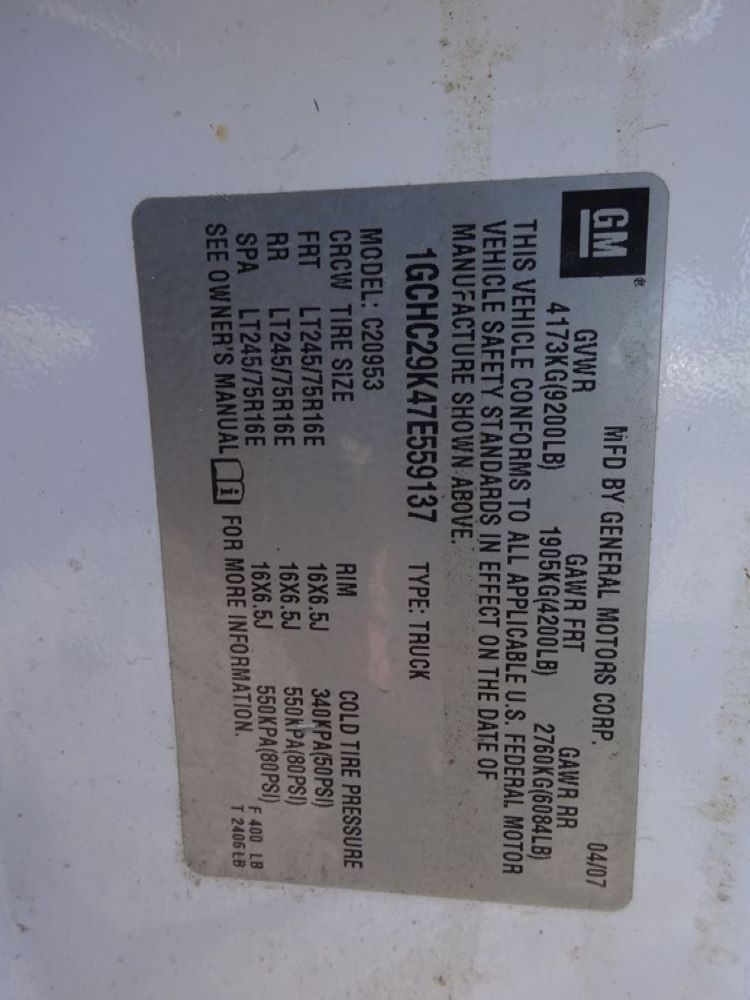 GM®
MFD BY GENERAL MOTORS CORP. 04/07
GVWR GAWR FRT GAWR RR
4173KG(9200LB) 1905KG(4200LB) 2760KG(6084LB)
THIS VEHICLE CONFORMS TO ALL APPLICABLE U.S. FEDERAL MOTOR
VEHICLE SAFETY STANDARDS IN EFFECT ON THE DATE OF
MANUFACTURE SHOWN ABOVE.
1GCHC29K47E559137 TYPE: TRUCK
MODEL: C20953
CRCW TIRE SIZE RIM COLD TIRE PRESSURE
FRT LT245/75R16E 16X6.5J 340KPA(50PSI)
RR LT245/75R16E 16X6.5J 550KPA(80PSI)
SPA LT245/75R16E 16X6.5J 550KPA(80PSI)
SEE OWNER'S MANUAL i FOR MORE INFORMATION.
F 400 LB
T 2406 LB